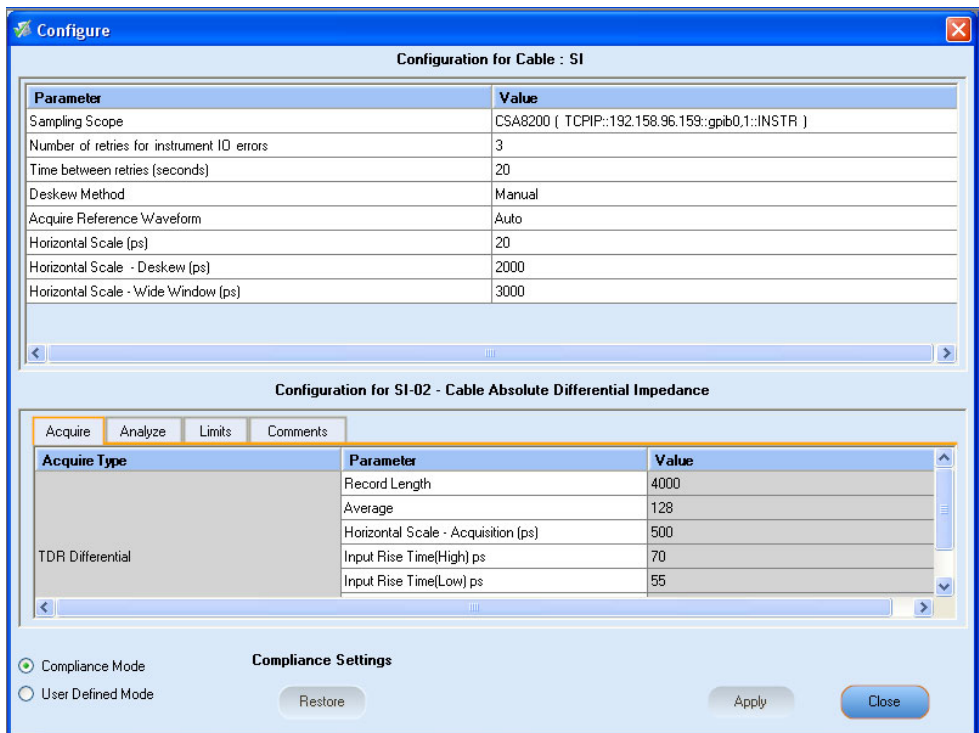 Configure
Configuration for Cable : SI
Parameter Value
Sampling Scope CSA8200 ( TCPIP::192.158.96.159::gpib0,1::INSTR )
Number of retries for instrument IO errors 3
Time between retries (seconds) 20
Deskew Method Manual
Acquire Reference Waveform Auto
Horizontal Scale (ps) 20
Horizontal Scale - Deskew (ps) 2000
Horizontal Scale - Wide Window (ps) 3000
Configuration for SI-02 - Cable Absolute Differential Impedance
Acquire Analyze Limits Comments
Acquire Type Parameter Value
Record Length 4000
Average 128
Horizontal Scale - Acquisition (ps) 500
TDR Differential Input Rise Time(High) ps 70
Input Rise Time(Low) ps 55
Compliance Mode Compliance Settings
User Defined Mode Restore Apply Close